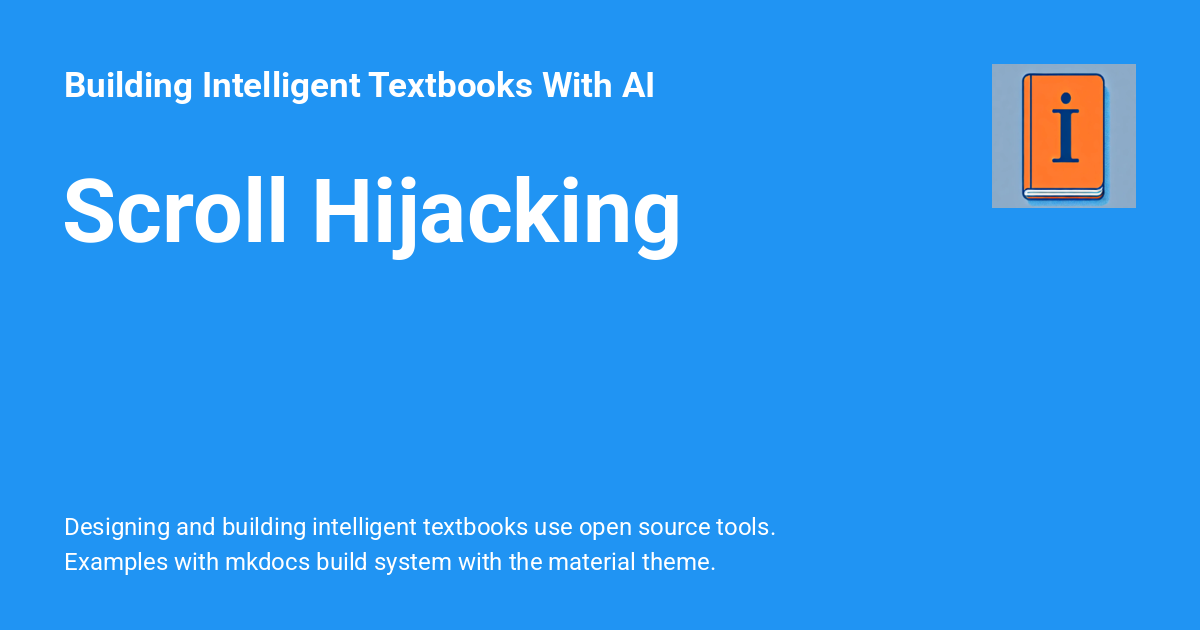 Building Intelligent Textbooks With AI
Scroll Hijacking
i
Designing and building intelligent textbooks use open source tools.
Examples with mkdocs build system with the material theme.